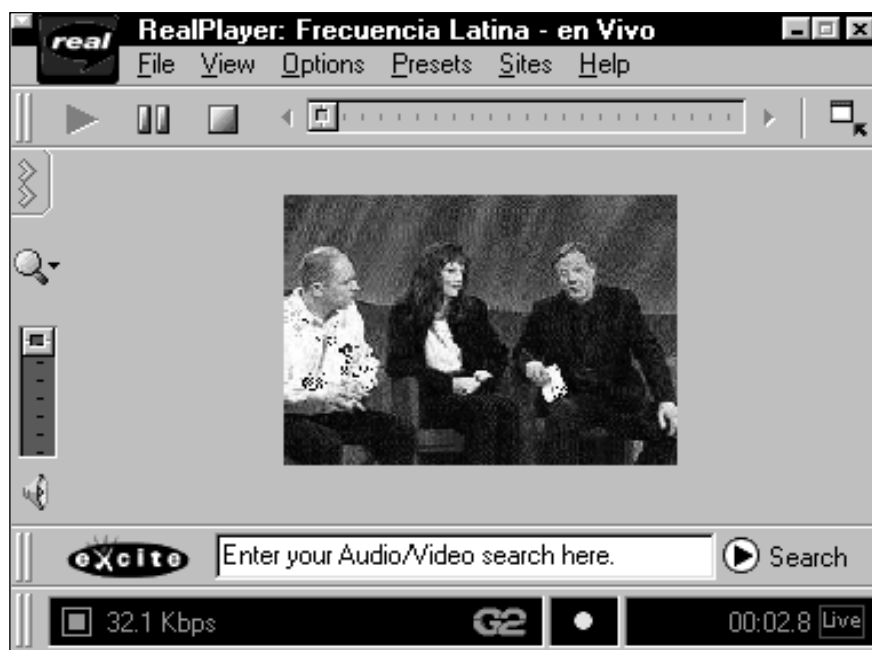 real RealPlayer: Frecuencia Latina - en Vivo
File View Options Presets Sites Help
excite Enter your Audio/Video search here. Search
32.1 Kbps G2 00:02.8 Live